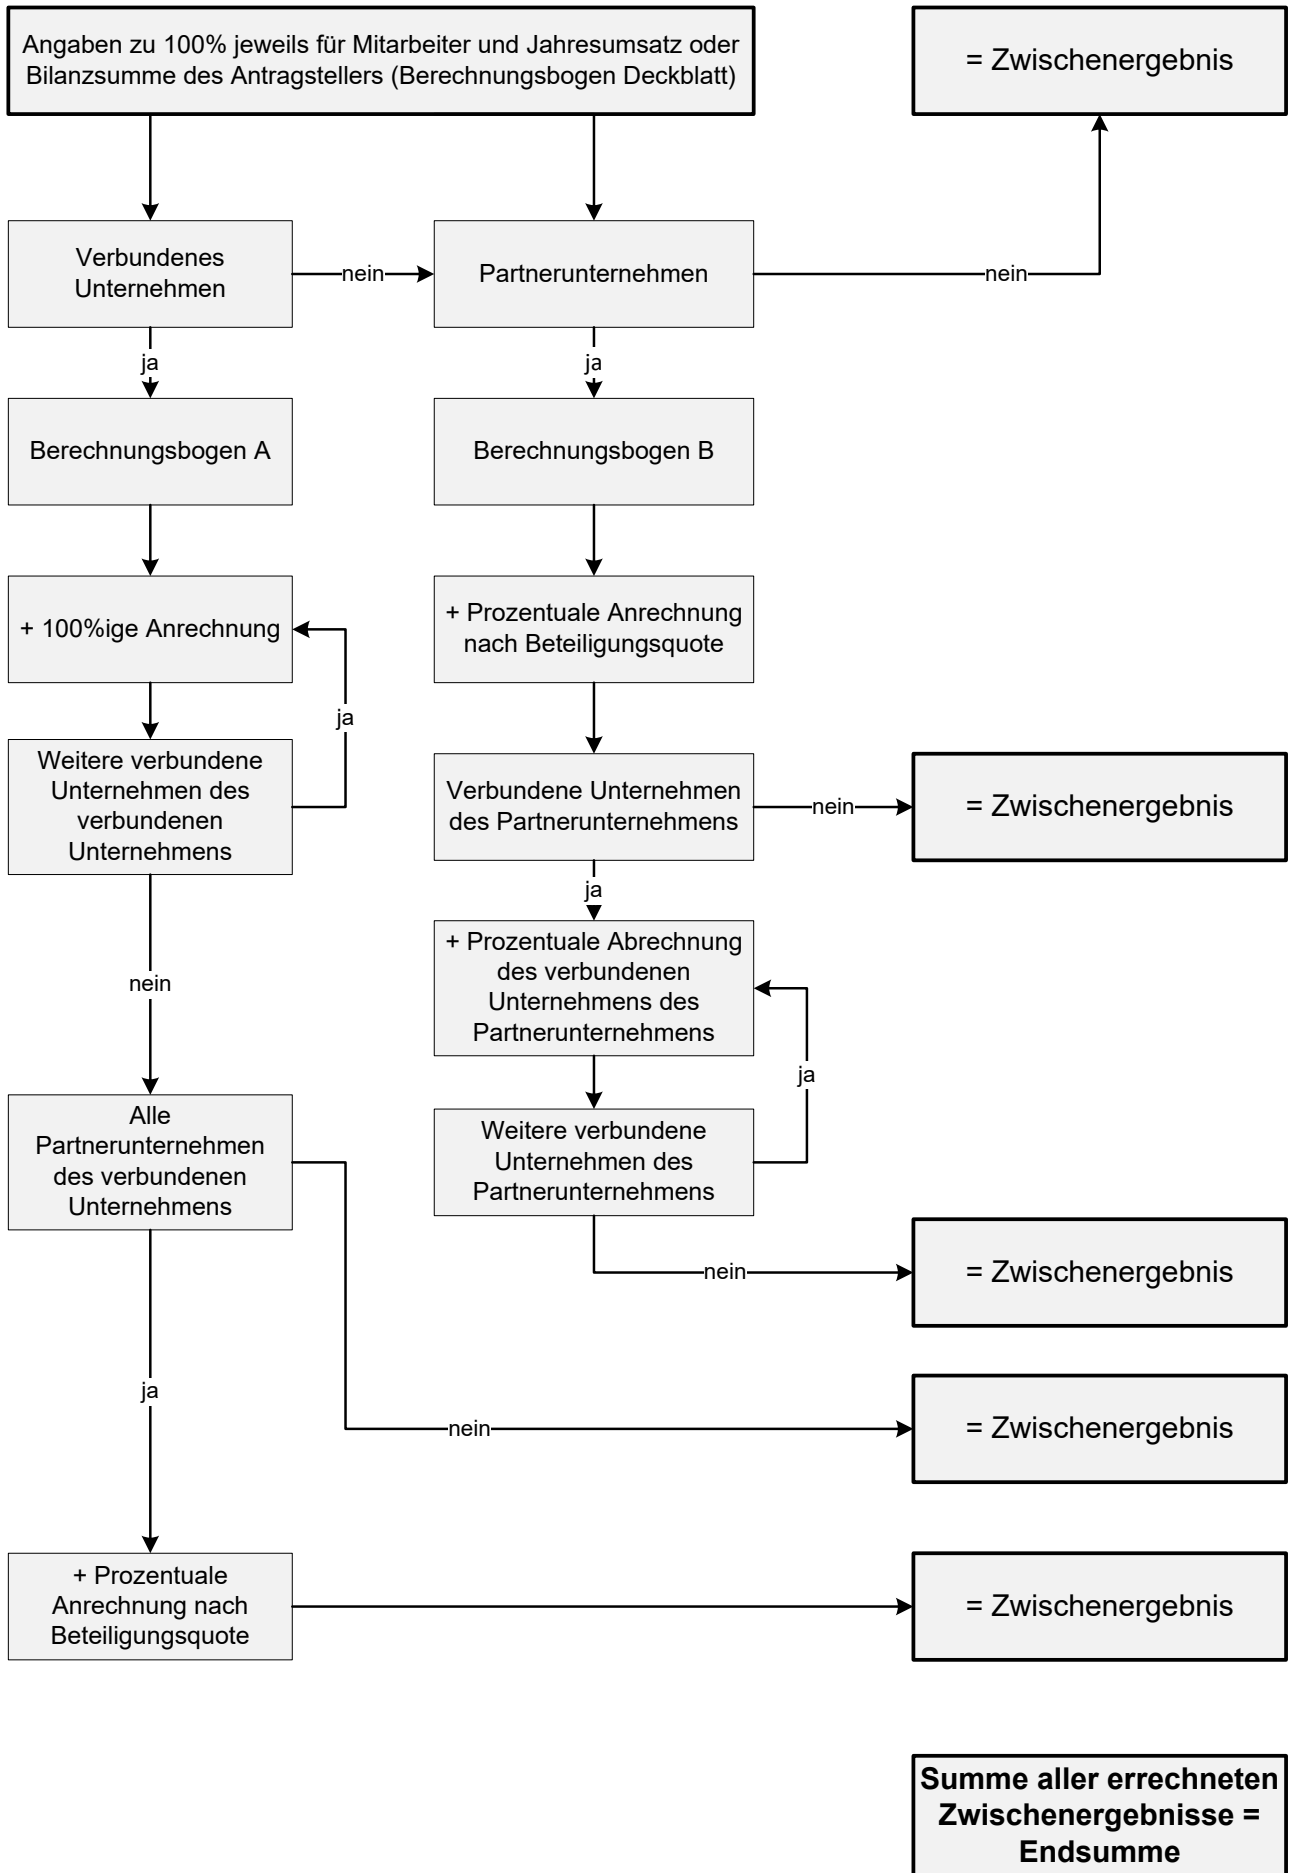 Angaben zu 100% jeweils für Mitarbeiter und Jahresumsatz oder
Bilanzsumme des Antragstellers (Berechnungsbogen Deckblatt)
= Zwischenergebnis
Verbundenes
Unternehmen
nein
Partnerunternehmen
nein
ja
ja
Berechnungsbogen A
Berechnungsbogen B
+ 100%ige Anrechnung
+ Prozentuale Anrechnung
nach Beteiligungsquote
ja
Weitere verbundene
Unternehmen des
verbundenen
Unternehmens
Verbundene Unternehmen
des Partnerunternehmens
nein
= Zwischenergebnis
ja
+ Prozentuale Abrechnung
des verbundenen
Unternehmens des
Partnerunternehmens
nein
ja
Alle
Partnerunternehmen
des verbundenen
Unternehmens
Weitere verbundene
Unternehmen des
Partnerunternehmens
nein
= Zwischenergebnis
ja
nein
= Zwischenergebnis
+ Prozentuale
Anrechnung nach
Beteiligungsquote
= Zwischenergebnis
Summe aller errechneten
Zwischenergebnisse =
Endsumme